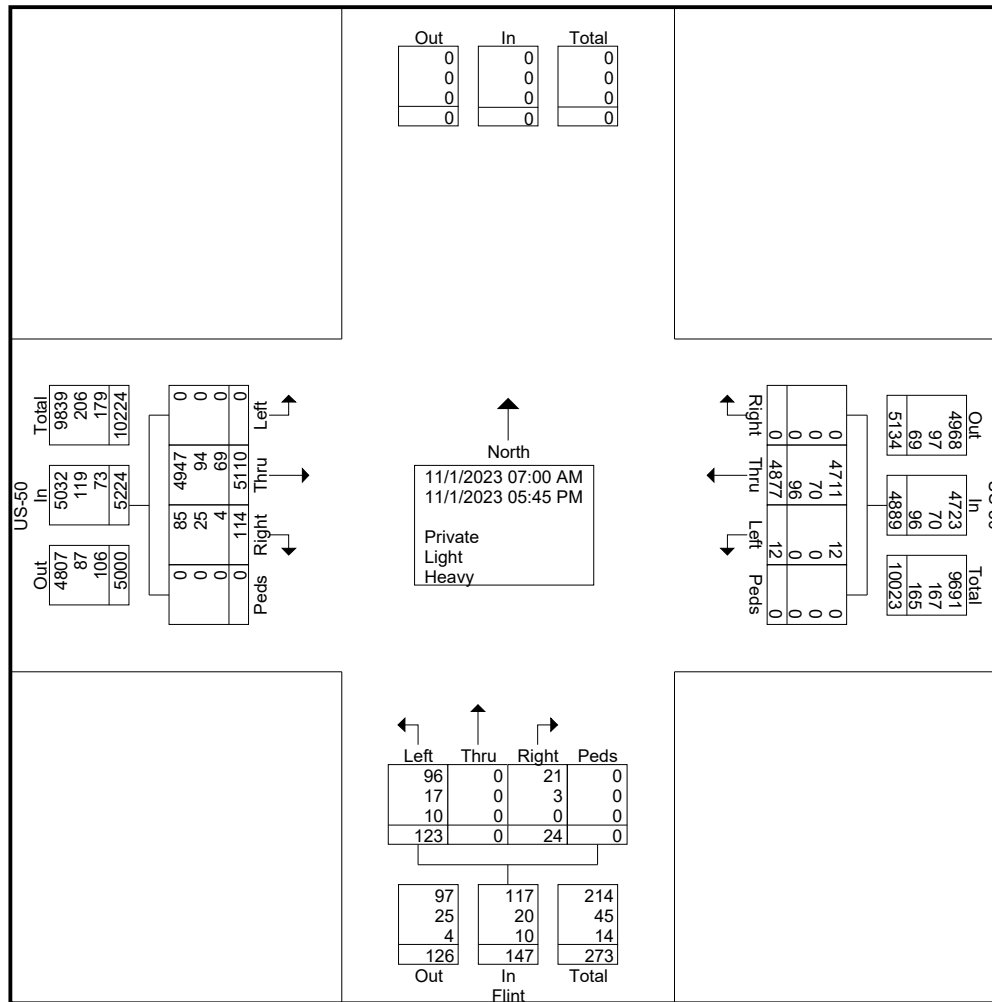 Out In Total
0 0 0
0 0 0
0 0 0
0 0 0
US-50
Total In Out
9839 5032 4807
206 119 87
179 73 106
10224 5224 5000
Left Thru Right Peds
0 4947 85 0
0 94 25 0
0 69 4 0
0 5110 114 0
North
11/1/2023 07:00 AM
11/1/2023 05:45 PM
Private
Light
Heavy
Right Thru Left Peds
0 4711 12 0
0 70 0 0
0 96 0 0
0 4877 12 0
Out In Total
4968 4723 9691
97 70 167
69 96 165
5134 4889 10023
Left Thru Right Peds
96 0 21 0
17 0 3 0
10 0 0 0
123 0 24 0
97 117 214
25 20 45
4 10 14
126 147 273
Out In Total
Flint